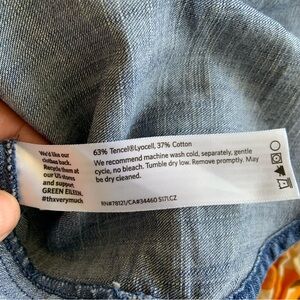 We'd like our
clothes back.
Recycle them at
our US stores
and support
GREEN EILEEN.
#thxverymuch
63% Tencel®Lyocell, 37% Cotton
We recommend machine wash cold, separately, gentle
cycle, no bleach. Tumble dry low. Remove promptly. May
be dry cleaned.
RN#78121/CA#34460 S17LCZ